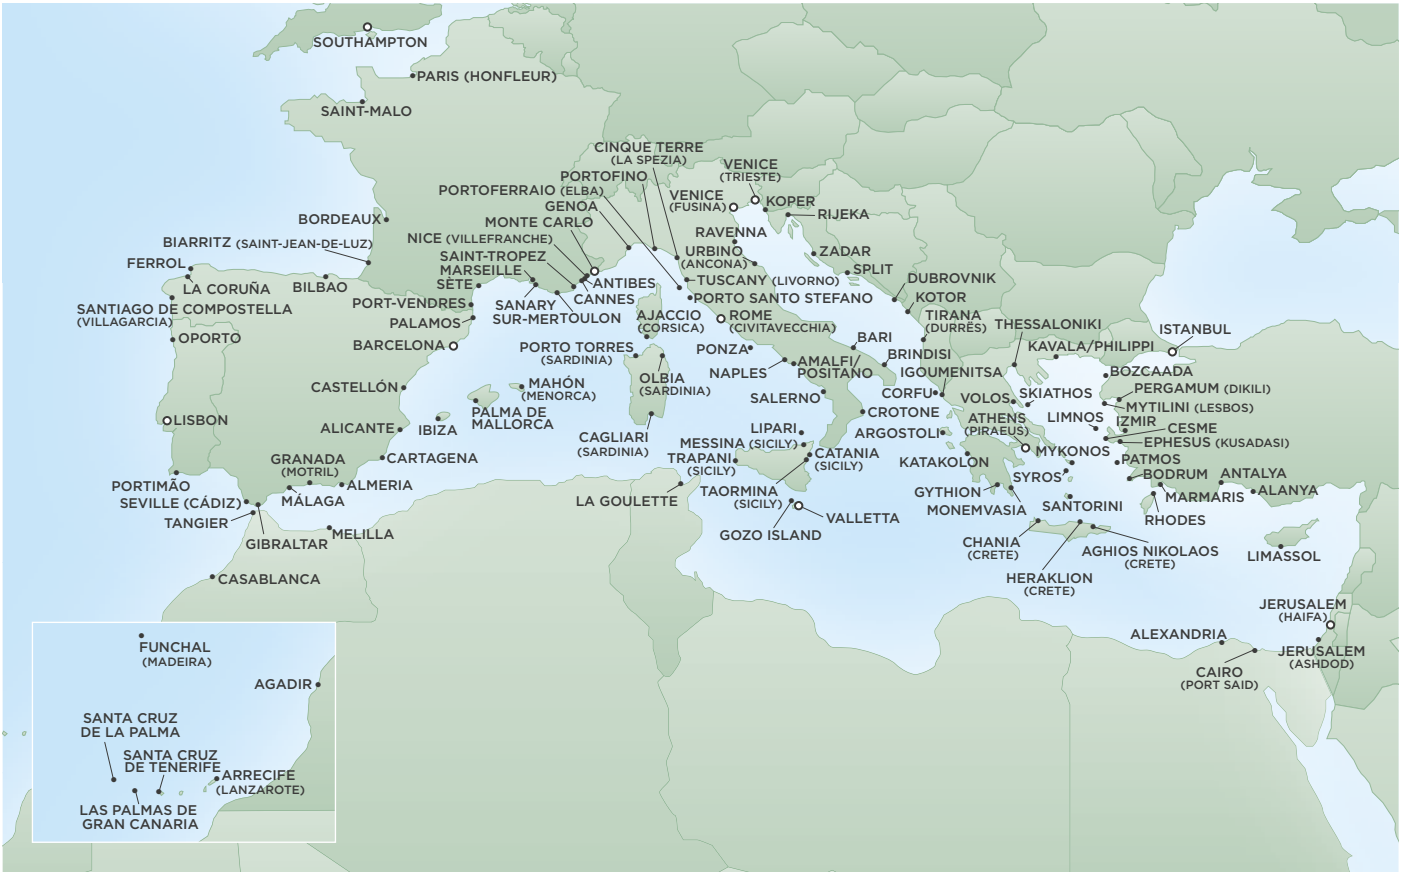 SOUTHAMPTON
PARIS (HONFLEUR)
SAINT-MALO
CINQUE TERRE
(LA SPEZIA)
VENICE
(TRIESTE)
PORTOFINO
PORTOFERRAIO (ELBA)
VENICE
(FUSINA)
KOPER
GENOA
RIJEKA
BORDEAUX
MONTE CARLO
RAVENNA
BIARRITZ (SAINT-JEAN-DE-LUZ)
NICE (VILLEFRANCHE)
URBINO
(ANCONA)
ZADAR
FERROL
SAINT-TROPEZ
MARSEILLE
SPLIT
SÈTE
ANTIBES
TUSCANY (LIVORNO)
DUBROVNIK
LA CORUÑA
BILBAO
CANNES
PORTO SANTO STEFANO
KOTOR
PORT-VENDRES
SANARY
SUR-MER
TOULON
SANTIAGO DE COMPOSTELLA
(VILLAGARCIA)
PALAMOS
AJACCIO
(CORSICA)
ROME
(CIVITAVECCHIA)
TIRANA
(DURRËS)
THESSALONIKI
ISTANBUL
OPORTO
BARCELONA
PORTO TORRES
(SARDINIA)
PONZA
BARI
KAVALA/PHILIPPI
BRINDISI
NAPLES
AMALFI/
POSITANO
IGOUMENITSA
BOZCAADA
CASTELLÓN
MAHÓN
(MENORCA)
OLBIA
(SARDINIA)
SALERNO
CORFU
VOLOS
SKIATHOS
PERGAMUM (DIKILI)
MYTILINI (LESBOS)
LISBON
PALMA DE
MALLORCA
CROTONE
ATHENS
(PIRAEUS)
LIMNOS
IZMIR
ALICANTE
IBIZA
LIPARI
ARGOSTOLI
CESME
CAGLIARI
(SARDINIA)
MESSINA (SICILY)
EPHESUS (KUSADASI)
GRANADA
(MOTRIL)
CARTAGENA
TRAPANI
(SICILY)
CATANIA
(SICILY)
KATAKOLON
MYKONOS
PATMOS
PORTIMÃO
ALMERIA
SYROS
BODRUM
ANTALYA
SEVILLE (CÁDIZ)
MÁLAGA
LA GOULETTE
TAORMINA
(SICILY)
GYTHION
MARMARIS
ALANYA
TANGIER
VALLETTA
MONEMVASIA
SANTORINI
RHODES
GIBRALTAR
MELILLA
GOZO ISLAND
CHANIA
(CRETE)
AGHIOS NIKOLAOS
(CRETE)
LIMASSOL
CASABLANCA
HERAKLION
(CRETE)
JERUSALEM
(HAIFA)
ALEXANDRIA
JERUSALEM
(ASHDOD)
CAIRO
(PORT SAID)
FUNCHAL
(MADEIRA)
AGADIR
SANTA CRUZ
DE LA PALMA
SANTA CRUZ
DE TENERIFE
ARRECIFE
(LANZAROTE)
LAS PALMAS DE
GRAN CANARIA